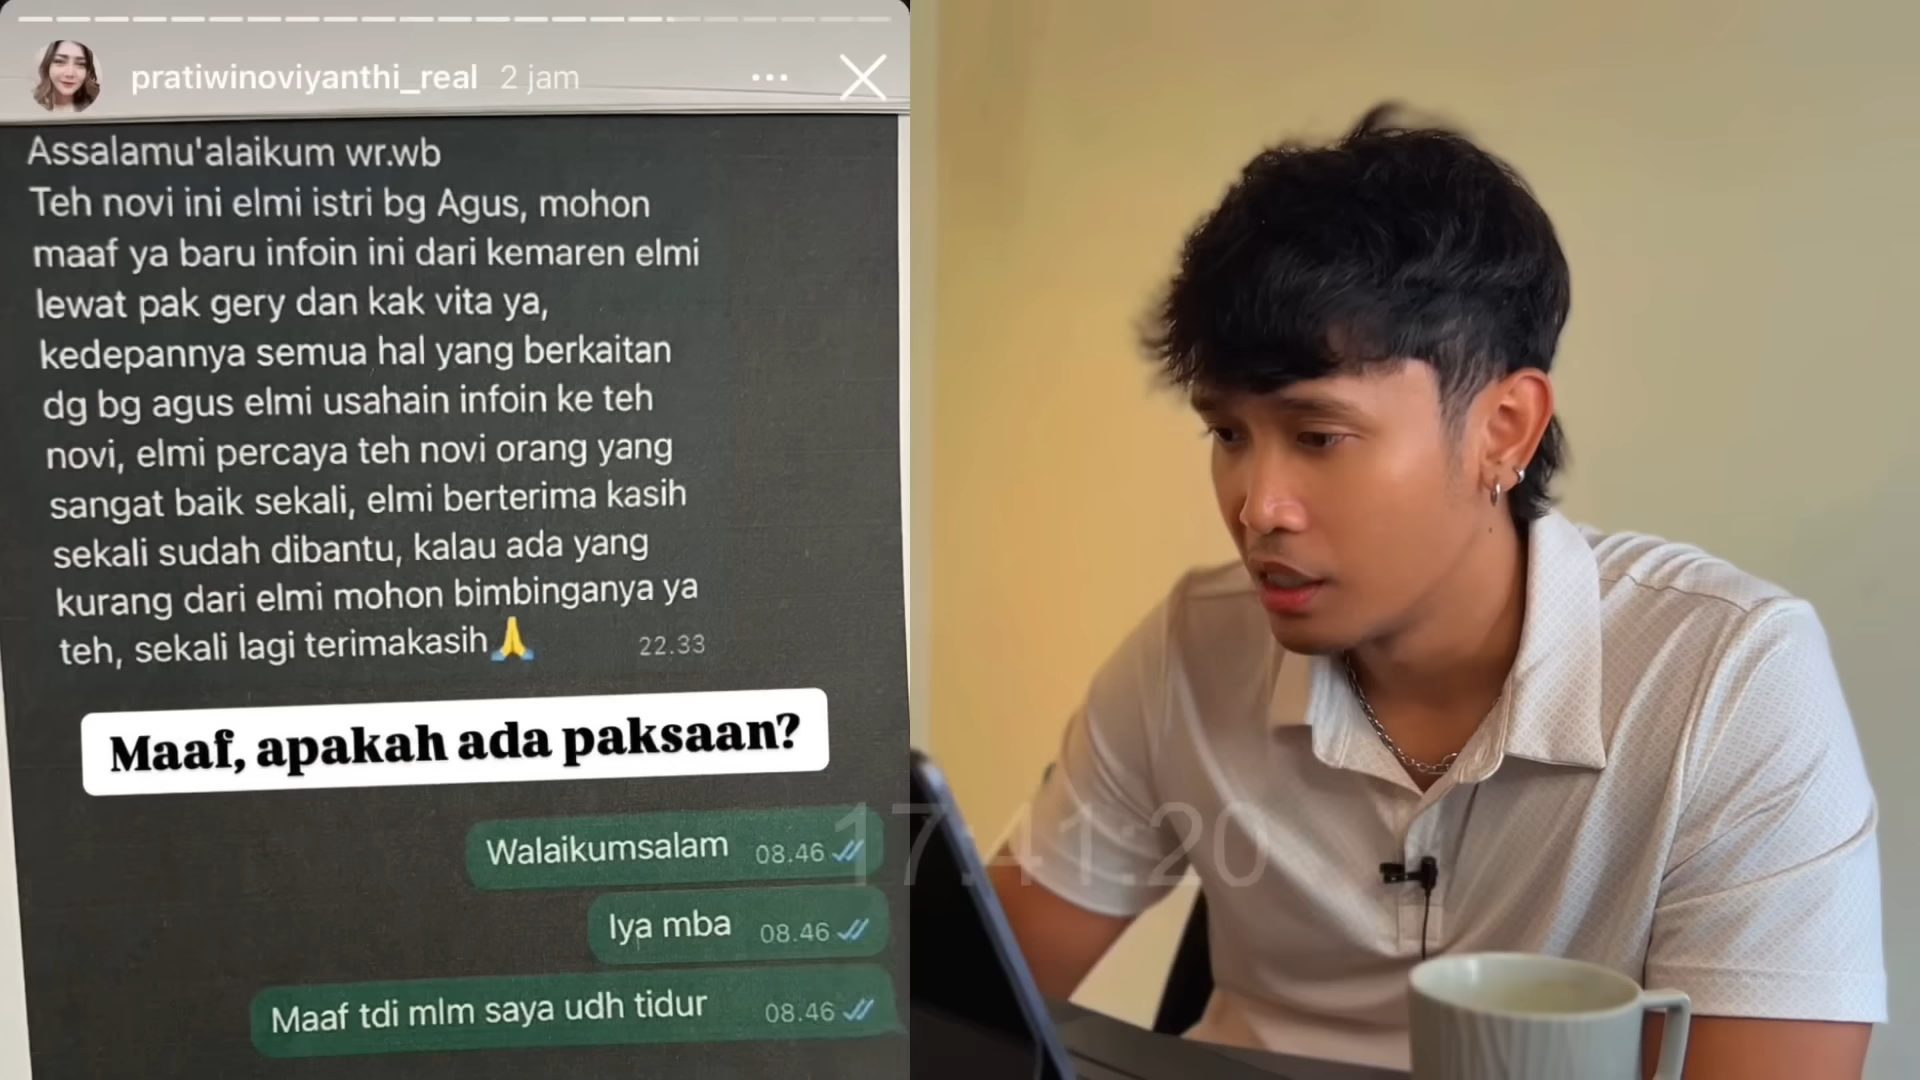 pratiwinoviyanthi_real 2 jam
Assalamu'alaikum wr.wb
Teh novi ini elmi istri bg Agus, mohon
maaf ya baru infoin ini dari kemaren elmi
lewat pak gery dan kak vita ya,
kedepannya semua hal yang berkaitan
dg bg agus elmi usahain infoin ke teh
novi, elmi percaya teh novi orang yang
sangat baik sekali, elmi berterima kasih
sekali sudah dibantu, kalau ada yang
kurang dari elmi mohon bimbinganya ya
teh, sekali lagi terimakasih🙏 22.33
Maaf, apakah ada paksaan?
Walaikumsalam 08.46
Iya mba 08.46
Maaf tdi mlm saya udh tidur 08.46
17:41:20